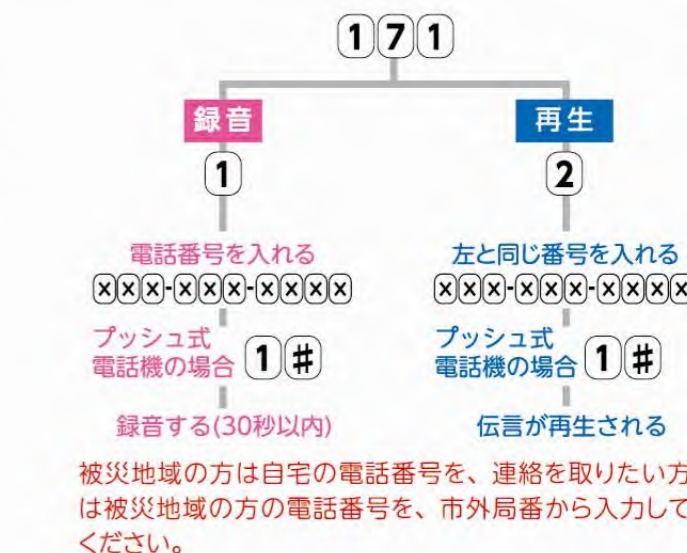 171
録音
再生
1
2
電話番号を入れる
左と同じ番号を入れる
xxx-xxx-xxxx
xxx-xxx-xxxx
プッシュ式
電話機の場合 1#
プッシュ式
電話機の場合 1#
録音する(30秒以内)
伝言が再生される
被災地域の方は自宅の電話番号を、連絡を取りたい方
は被災地域の方の電話番号を、市外局番から入力して
ください。